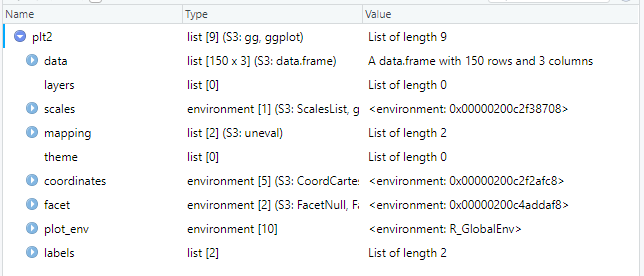 Name Type Value
plt2 list [9] (S3: gg, ggplot) List of length 9
data list [150 x 3] (S3: data.frame) A data.frame with 150 rows and 3 columns
layers list [0] List of length 0
scales environment [1] (S3: ScalesList, g <environment: 0x00000200c2f38708>
mapping list [2] (S3: uneval) List of length 2
theme list [0] List of length 0
coordinates environment [5] (S3: CoordCartes <environment: 0x00000200c2f2afc8>
facet environment [2] (S3: FacetNull, Fa <environment: 0x00000200c4addaf8>
plot_env environment [10] <environment: R_GlobalEnv>
labels list [2] List of length 2